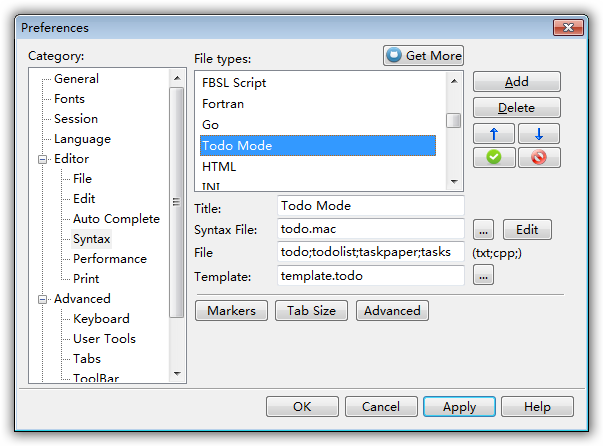 Preferences
Category:
General
Fonts
Session
Language
Editor
File
Edit
Auto Complete
Syntax
Performance
Print
Advanced
Keyboard
User Tools
Tabs
ToolBar
File types:
Get More
FBSL Script
Fortran
Go
Todo Mode
HTML
INI
Add
Delete
Title: Todo Mode
Syntax File: todo.mac ... Edit
File todo;todolist;taskpaper;tasks (txt;cpp;)
Template: template.todo ...
Markers Tab Size Advanced
OK Cancel Apply Help